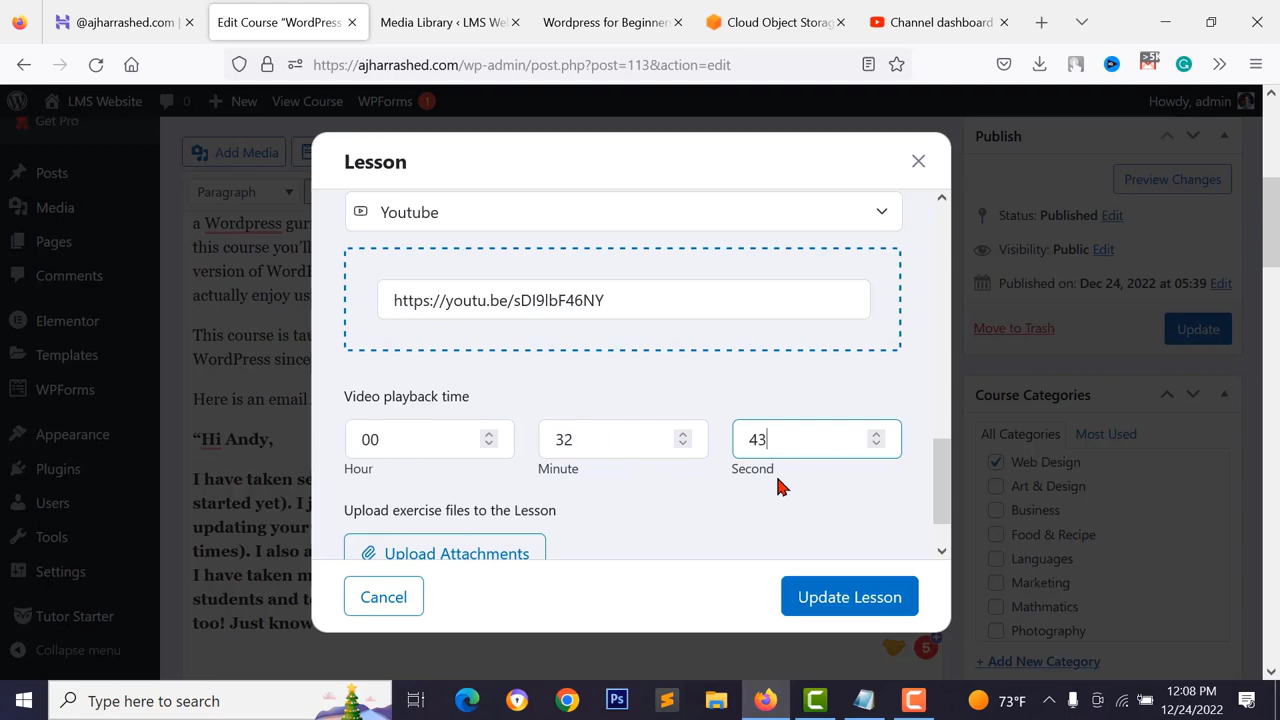 @ajharrashed.com |
Edit Course "WordPress
Media Library ‹ LMS We
Wordpress for Beginner
Cloud Object Storag
Channel dashboard
https://ajharrashed.com/wp-admin/post.php?post=113&action=edit
5K
LMS Website
0
New
View Course
WPForms
1
Howdy, admin
Get Pro
Posts
Media
Pages
Comments
Elementor
Templates
WPForms
Appearance
Plugins
Users
Tools
Settings
Tutor Starter
Collapse menu
Add Media
Paragraph
a Wordpress gur
this course you'l
version of WordP
actually enjoy us
This course is tau
WordPress since
Here is an email
"Hi Andy,
I have taken se
started yet). I j
updating your
times). I also a
I have taken m
students and to
too! Just know
Lesson
Youtube
https://youtu.be/sDI9lbF46NY
Video playback time
00
32
43
Hour
Minute
Second
Upload exercise files to the Lesson
Upload Attachments
Cancel
Update Lesson
Publish
Preview Changes
Status: Published Edit
Visibility: Public Edit
Published on: Dec 24, 2022 at 05:39 Edit
Move to Trash
Update
Course Categories
All Categories
Most Used
Web Design
Art & Design
Business
Food & Recipe
Languages
Marketing
Mathmatics
Photography
+ Add New Category
5
Type here to search
Ps
73°F
12:08 PM
12/24/2022